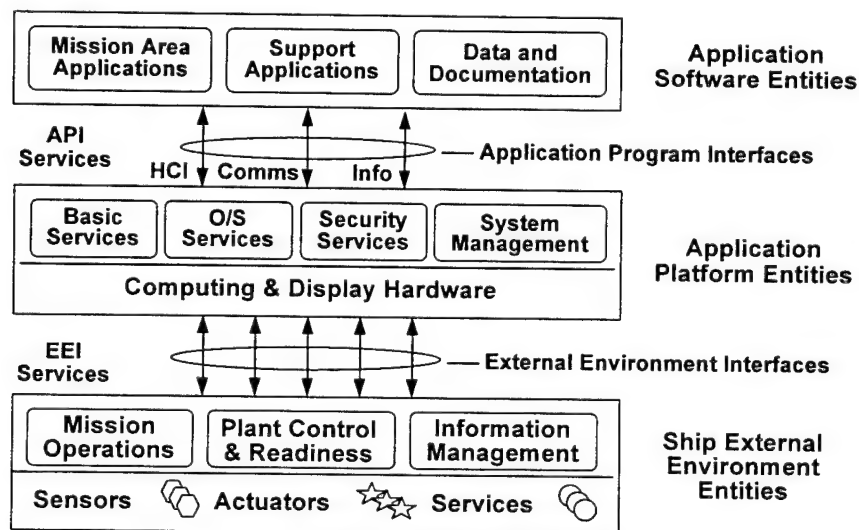 Mission Area
Applications
Support
Applications
Data and
Documentation
Application
Software Entities
API
Services
HCI
Comms
Info
Application Program Interfaces
Basic
Services
O/S
Services
Security
Services
System
Management
Computing & Display Hardware
Application
Platform Entities
EEI
Services
External Environment Interfaces
Mission
Operations
Plant Control
& Readiness
Information
Management
Sensors
Actuators
Services
Ship External
Environment
Entities